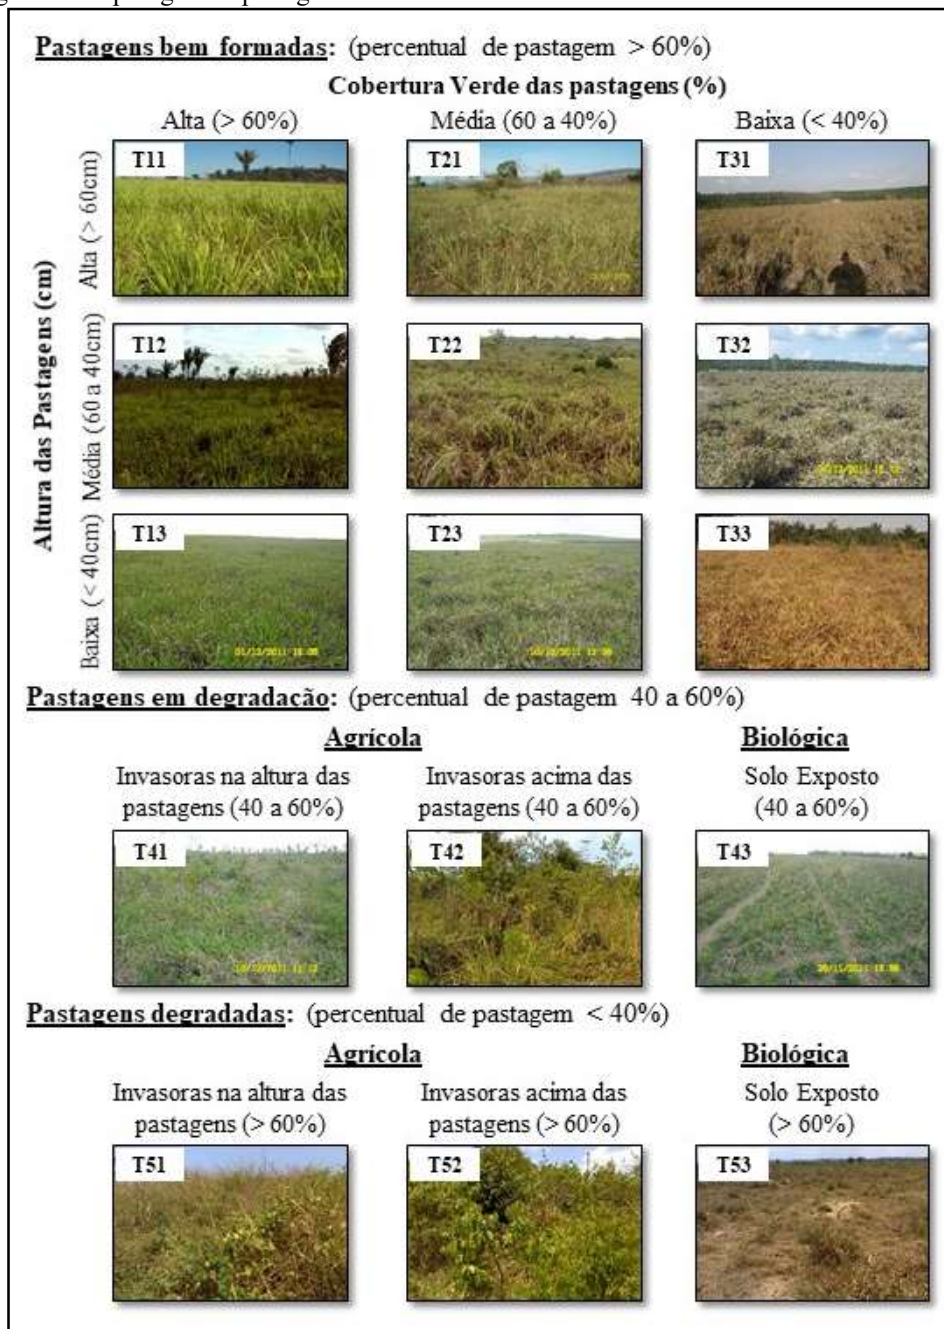 Pastagens bem formadas: (percentual de pastagem > 60%)
Cobertura Verde das pastagens (%)
Alta (> 60%)
Média (60 a 40%)
Baixa (< 40%)
Altura das Pastagens (cm)
Alta (> 60cm)
T11
T21
T31
Média (60 a 40cm)
T12
T22
T32
Baixa (< 40cm)
T13
T23
T33
Pastagens em degradação: (percentual de pastagem 40 a 60%)
Agrícola
Biológica
Invasoras na altura das
pastagens (40 a 60%)
Invasoras acima das
pastagens (40 a 60%)
Solo Exposto
(40 a 60%)
T41
T42
T43
Pastagens degradadas: (percentual de pastagem < 40%)
Agrícola
Biológica
Invasoras na altura das
pastagens (> 60%)
Invasoras acima das
pastagens (> 60%)
Solo Exposto
(> 60%)
T51
T52
T53